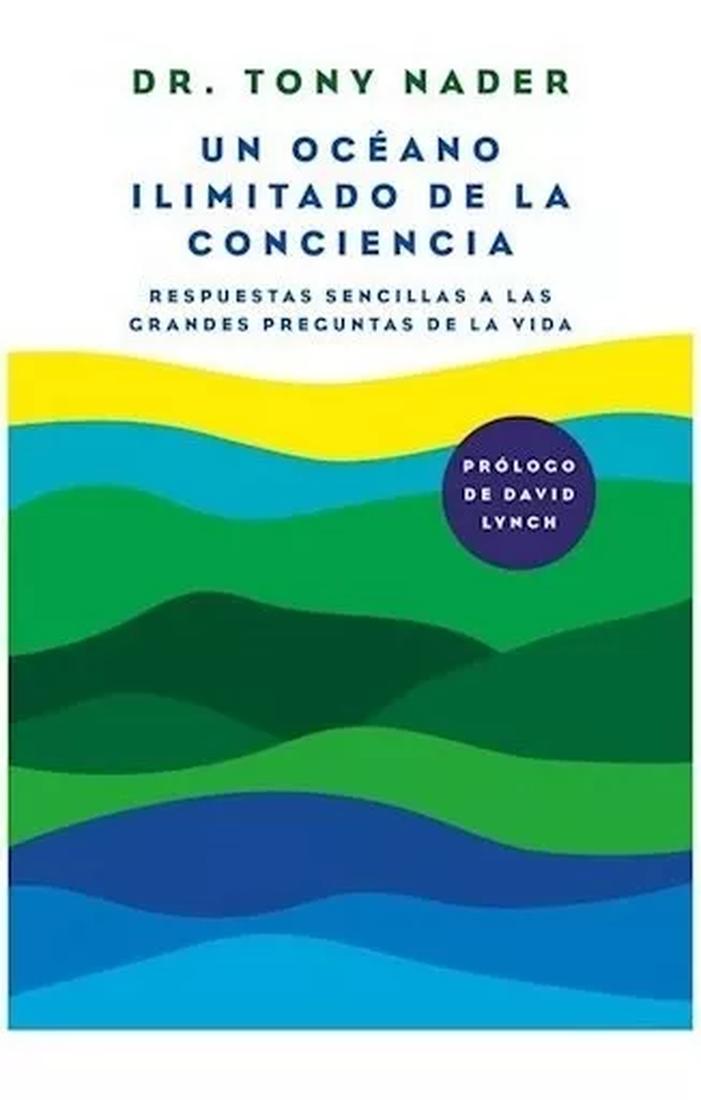 DR. TONY NADER
UN OCÉANO
ILIMITADO DE LA
CONCIENCIA
RESPUESTAS SENCILLAS A LAS
GRANDES PREGUNTAS DE LA VIDA
PRÓLOGO
DE DAVID
LYNCH